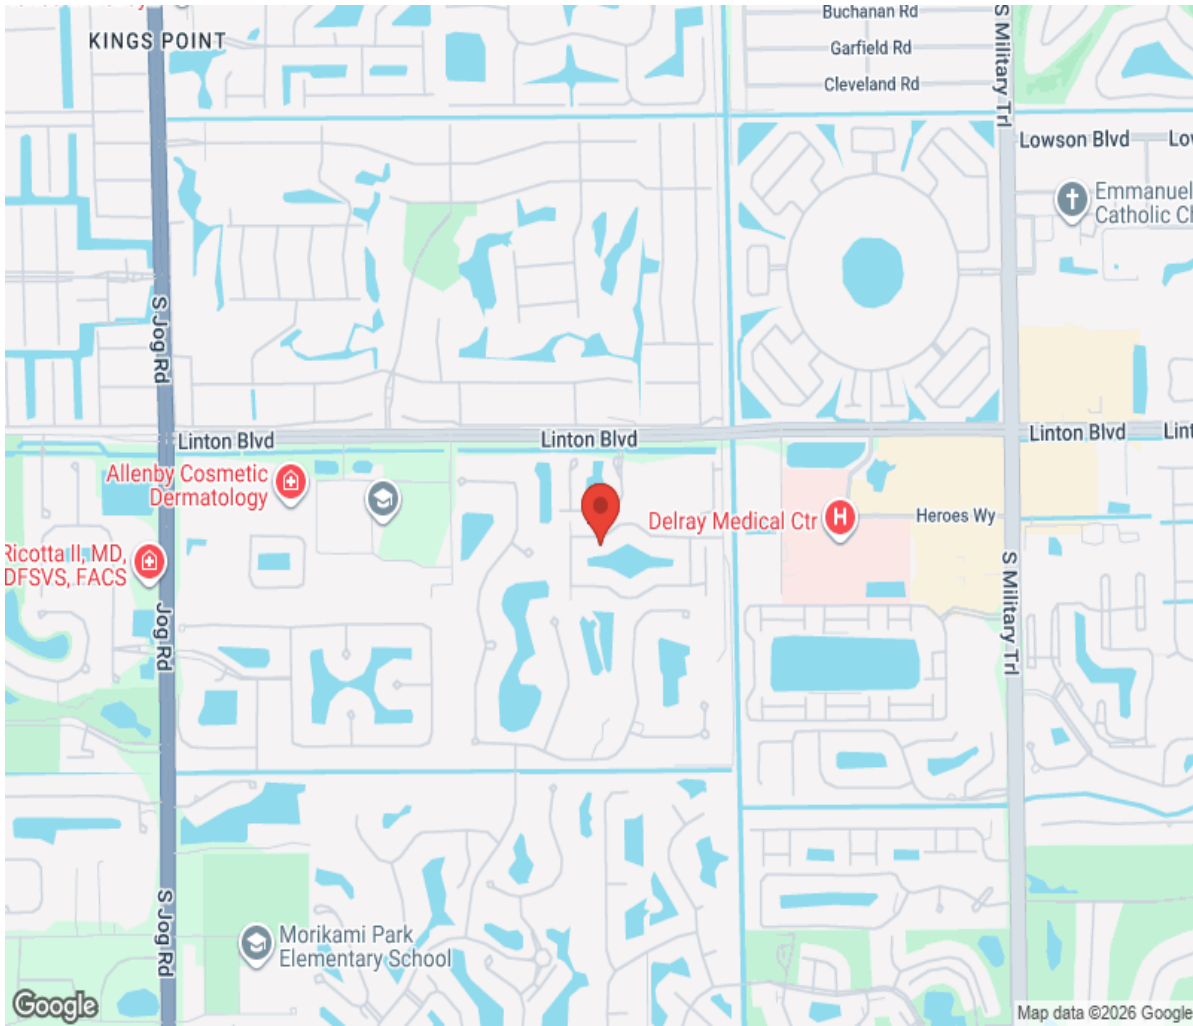 KINGS POINT
Buchanan Rd
Garfield Rd
Cleveland Rd
S Military Trl
Lowson Blvd
Emmanuel
Catholic
S Jog Rd
Linton Blvd
Linton Blvd
Linton Blvd
Allenby Cosmetic
Dermatology
Delray Medical Ctr
H
Heroes Wy
Ricotta II, MD,
DFSVS, FACS
S Military Trl
Jog Rd
S Jog Rd
Morikami Park
Elementary School
Google
Map data ©2026 Google